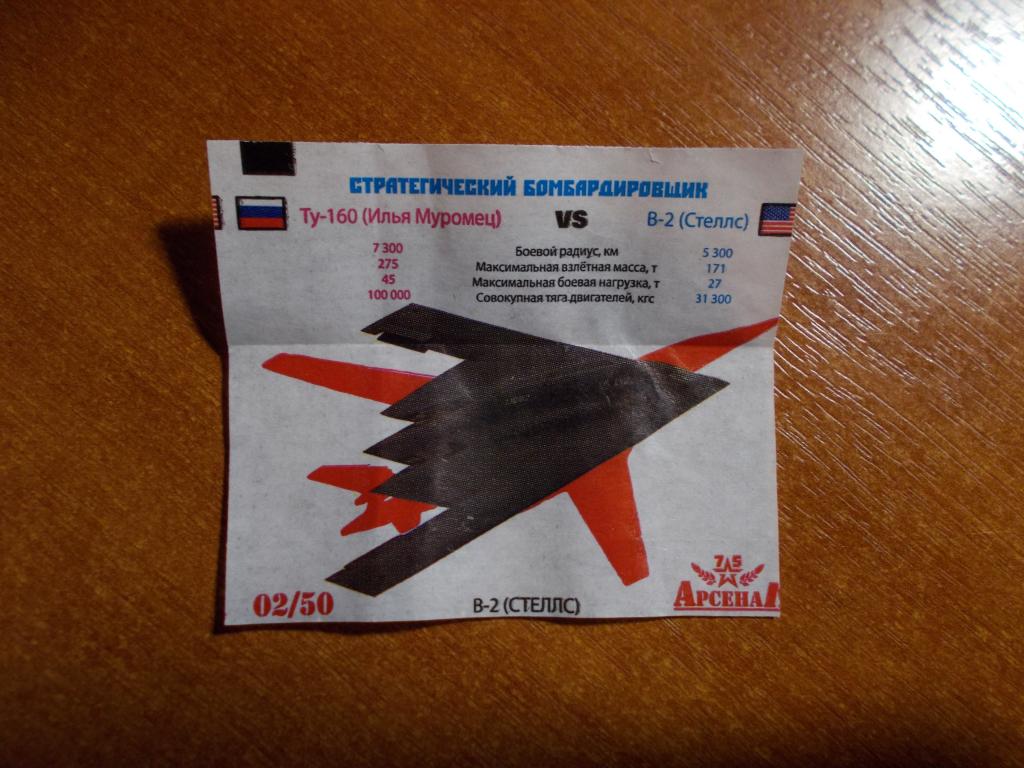 СТРАТЕГИЧЕСКИЙ БОМБАРДИРОВЩИК
Ту-160 (Илья Муромец) VS В-2 (Стеллс)
7 300 Боевой радиус, км 5 300
275 Максимальная взлётная масса, т 171
45 Максимальная боевая нагрузка, т 27
100 000 Совокупная тяга двигателей, кгс 31 300
75
АРСЕНАЛ
02/50 В-2 (СТЕЛЛС)